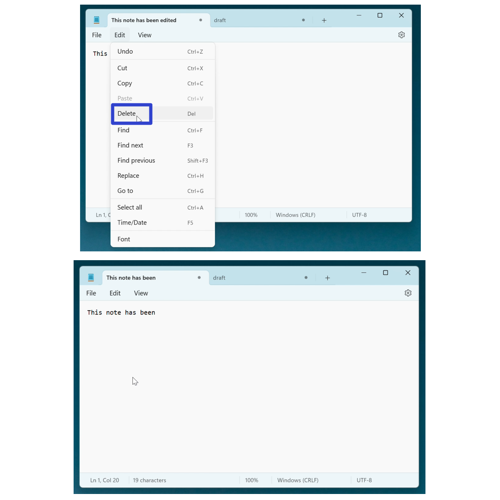 This note has been edited
draft
File Edit View
This
Undo Ctrl+Z
Cut Ctrl+X
Copy Ctrl+C
Paste Ctrl+V
Delete Del
Find Ctrl+F
Find next F3
Find previous Shift+F3
Replace Ctrl+H
Go to Ctrl+G
Select all Ctrl+A
Time/Date F5
Font
Ln 1, C 100% Windows (CRLF) UTF-8
This note has been
draft
File Edit View
This note has been
Ln 1, Col 20 19 characters 100% Windows (CRLF) UTF-8